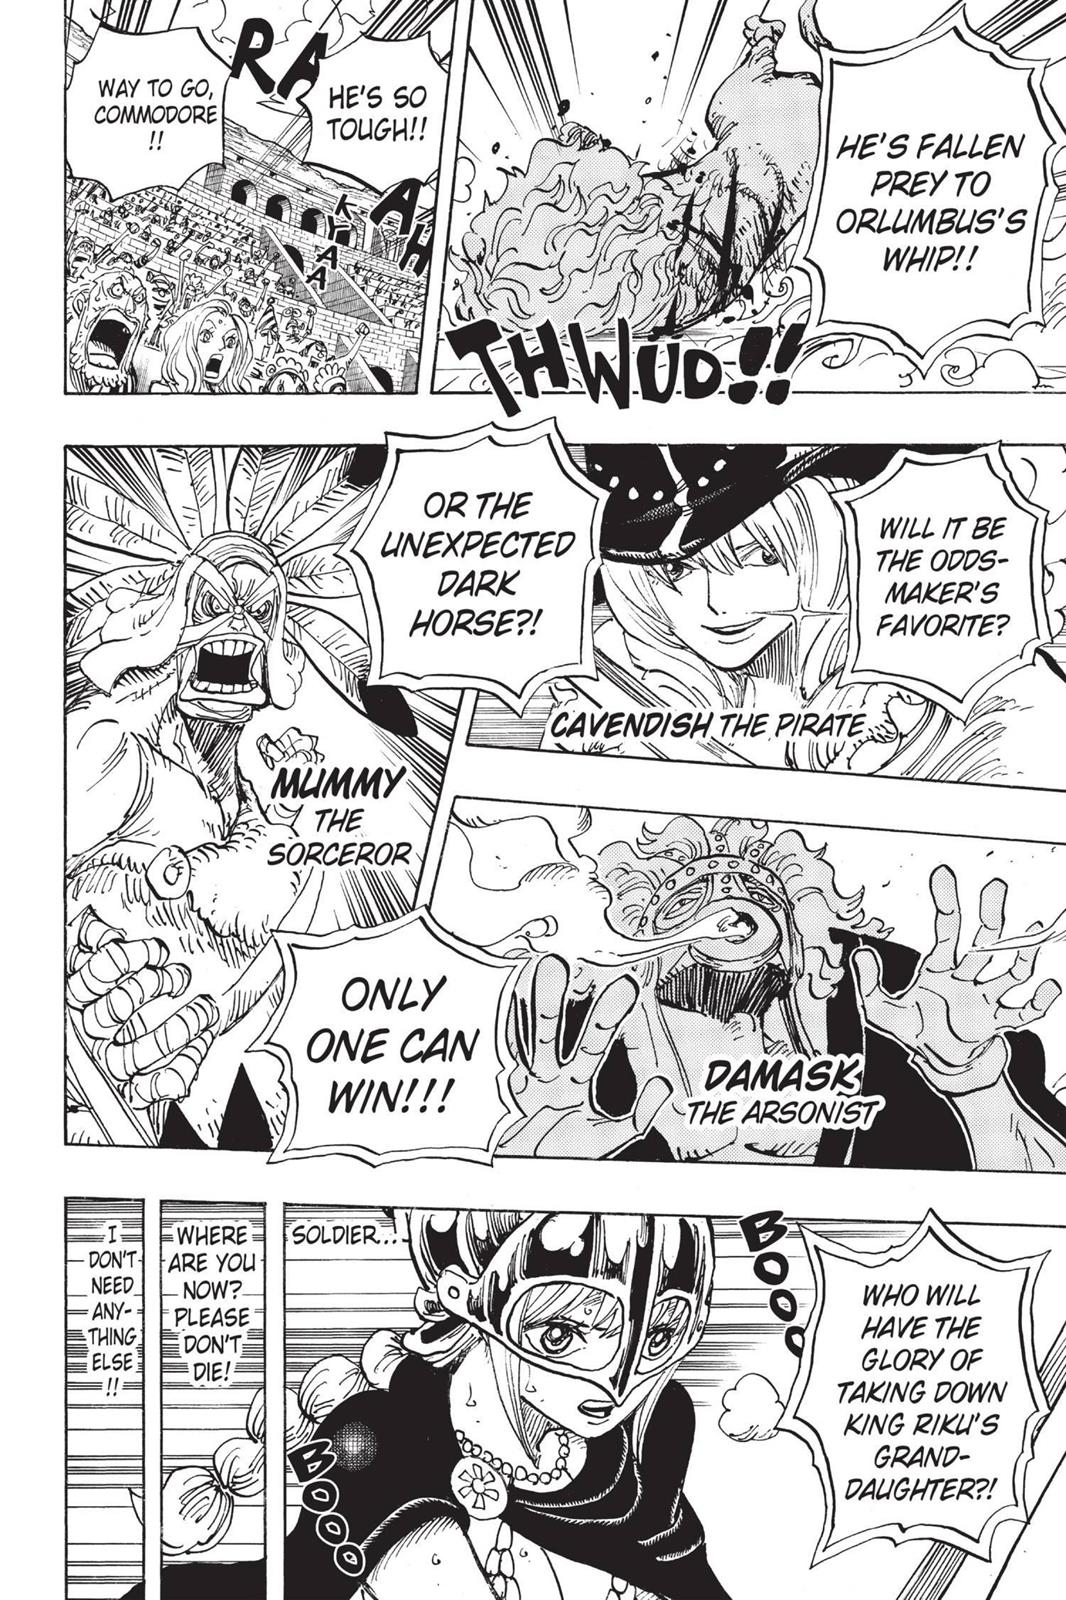 HE'S FALLEN
PREY TO
ORLUMBUS'S
WHIP!!
THWUD!!
RA
AAH
HE'S SO
TOUGH!!
WAY TO GO,
COMMODORE
!!
KYAA
WILL IT BE
THE ODDS-
MAKER'S
FAVORITE?
CAVENDISH THE PIRATE
OR THE
UNEXPECTED
DARK
HORSE?!
MUMMY
THE
SORCEROR
DAMASK
THE ARSONIST
ONLY
ONE CAN
WIN!!!
WHO WILL
HAVE THE
GLORY OF
TAKING DOWN
KING RIKU'S
GRAND-
DAUGHTER?!
BOOO
BOOO
SOLDIER...
WHERE
ARE YOU
NOW?
PLEASE
DON'T
DIE!
I
DON'T
NEED
ANY-
THING
ELSE
!!